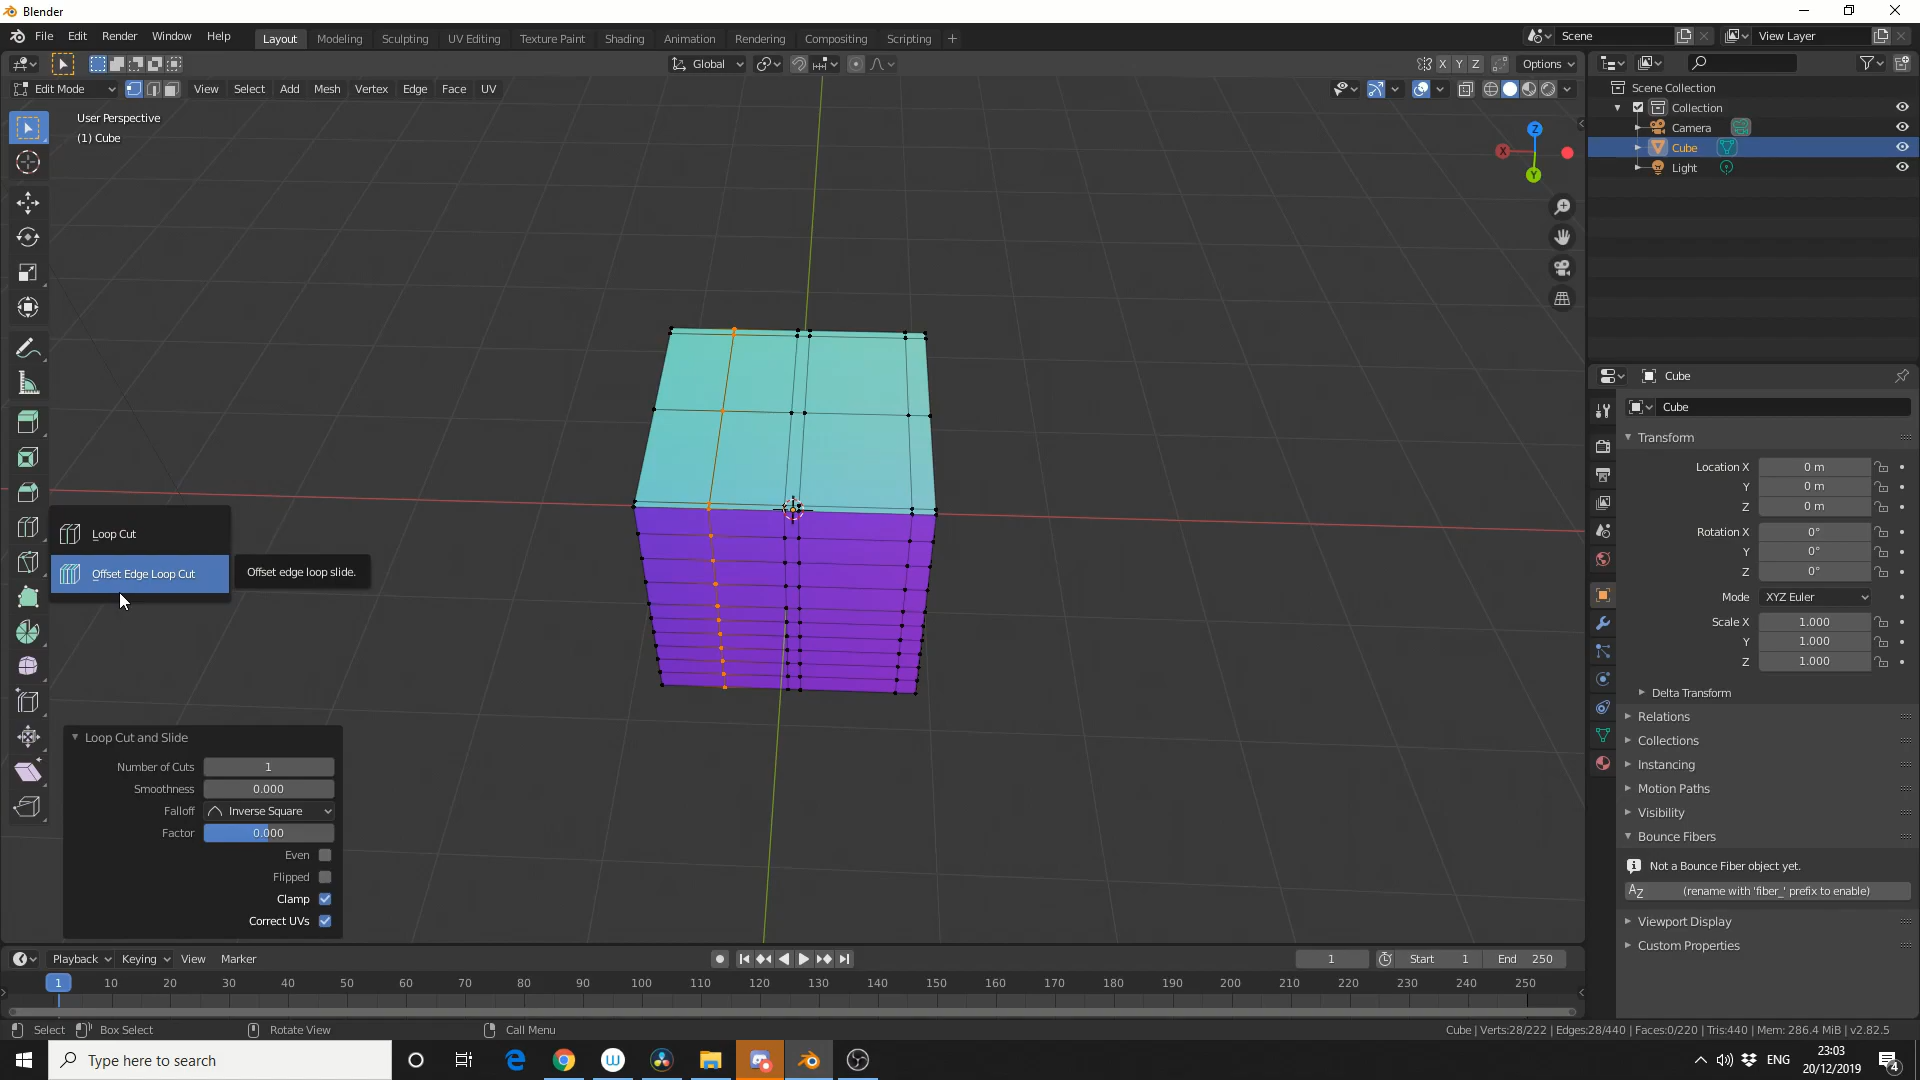 Blender
File Edit Render Window Help
Layout Modeling Sculpting UV Editing Texture Paint Shading Animation Rendering Compositing Scripting +
Scene
View Layer
Global
X Y Z
Options
Edit Mode
View Select Add Mesh Vertex Edge Face UV
User Perspective
(1) Cube
Z
X
Y
Scene Collection
Collection
Camera
Cube
Light
Loop Cut
Offset Edge Loop Cut
Offset edge loop slide.
Loop Cut and Slide
Number of Cuts 1
Smoothness 0.000
Falloff Inverse Square
Factor 0.000
Even
Flipped
Clamp
Correct UVs
Cube
Cube
Transform
Location X 0 m
Y 0 m
Z 0 m
Rotation X 0°
Y 0°
Z 0°
Mode XYZ Euler
Scale X 1.000
Y 1.000
Z 1.000
Delta Transform
Relations
Collections
Instancing
Motion Paths
Visibility
Bounce Fibers
Not a Bounce Fiber object yet.
AZ (rename with 'fiber_' prefix to enable)
Viewport Display
Custom Properties
Playback Keying View Marker
1
Start 1
End 250
1 10 20 30 40 50 60 70 80 90 100 110 120 130 140 150 160 170 180 190 200 210 220 230 240 250
Select Box Select Rotate View Call Menu
Cube | Verts:28/222 | Edges:28/440 | Faces:0/220 | Tris:440 | Mem: 286.4 MiB | v2.82.5
Type here to search
ENG
23:03
20/12/2019
4